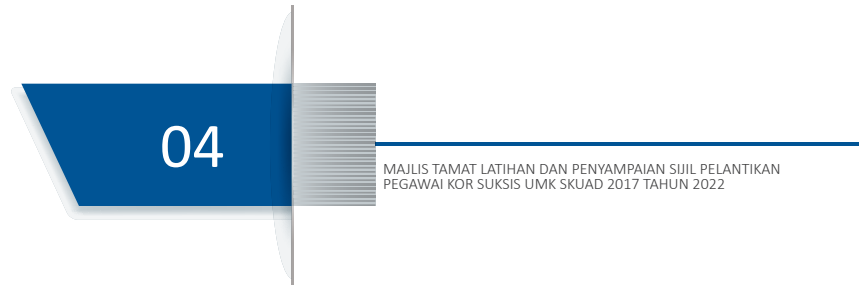 04
MAJLIS TAMAT LATIHAN DAN PENYAMPAIAN SIJIL PELANTIKAN
PEGAWAI KOR SUKSIS UMK SKUAD 2017 TAHUN 2022